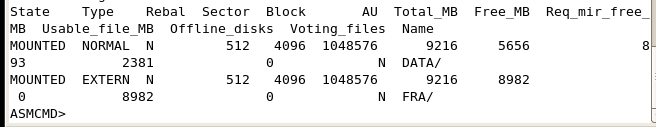 State    Type    Rebal  Sector  Block       AU  Total_MB  Free_MB  Req_mir_free_
MB  Usable_file_MB  Offline_disks  Voting_files  Name
MOUNTED  NORMAL  N         512   4096  1048576      9216     5656              8
93            2381              0             N  DATA/
MOUNTED  EXTERN  N         512   4096  1048576      9216     8982
 0            8982              0             N  FRA/
ASMCMD>